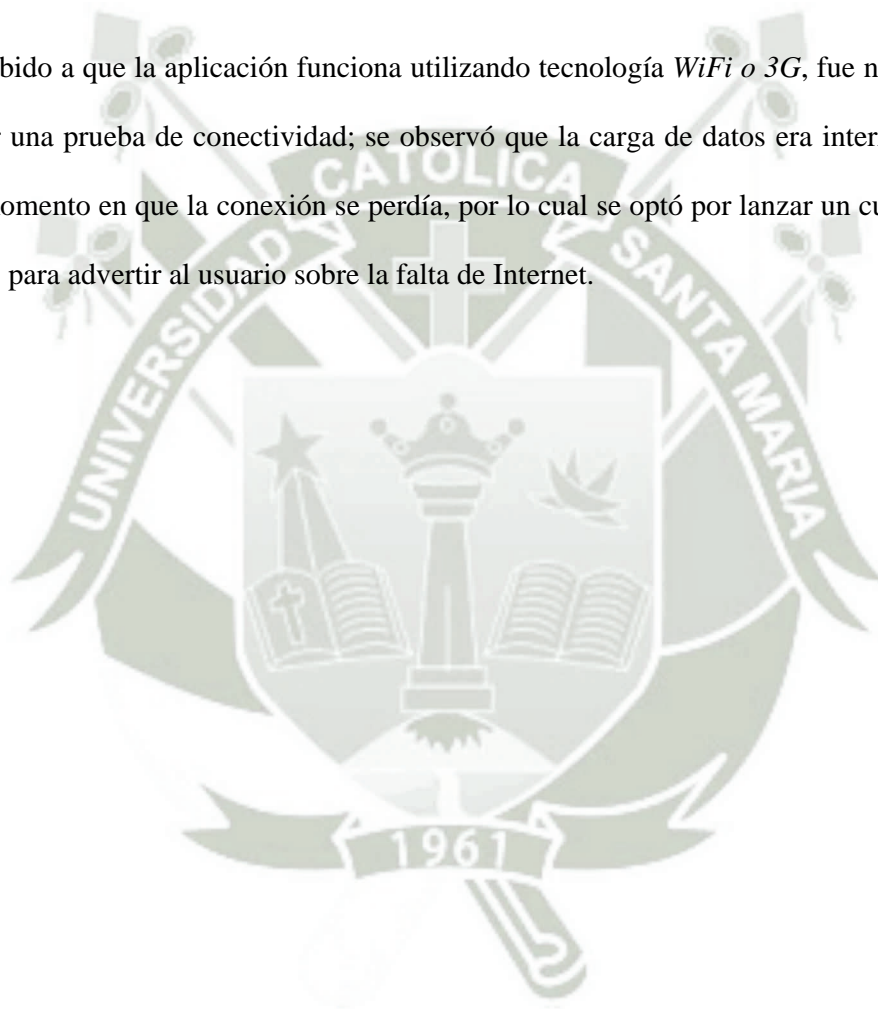 bido a que la aplicación funciona utilizando tecnología WiFi o 3G, fue n
r una prueba de conectividad; se observó que la carga de datos era inter
omento en que la conexión se perdía, por lo cual se optó por lanzar un cu
para advertir al usuario sobre la falta de Internet.
UNIVERSIDAD CATOLICA SANTA MARIA
1961